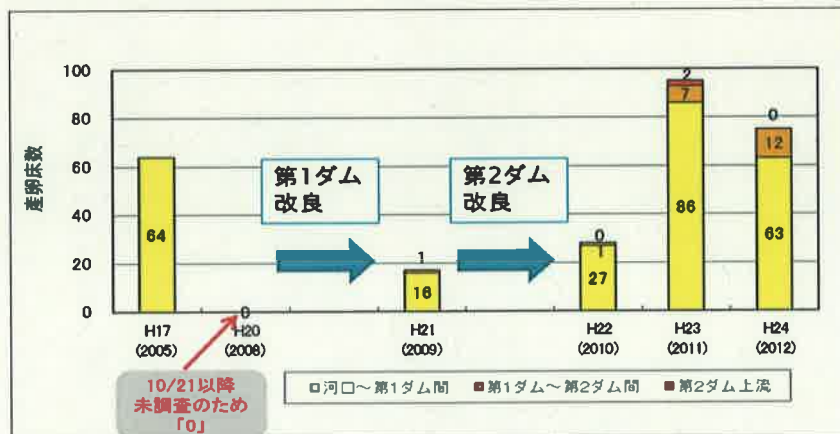 100
80
60
40
20
0
産卵床数
64
0
第1ダム
改良
1
16
第2ダム
改良
0
1
27
2
7
86
0
12
63
H17
(2005)
H20
(2008)
H21
(2009)
H22
(2010)
H23
(2011)
H24
(2012)
10/21以降
未調査のため
「0」
河口～第1ダム間 第1ダム～第2ダム間 第2ダム上流